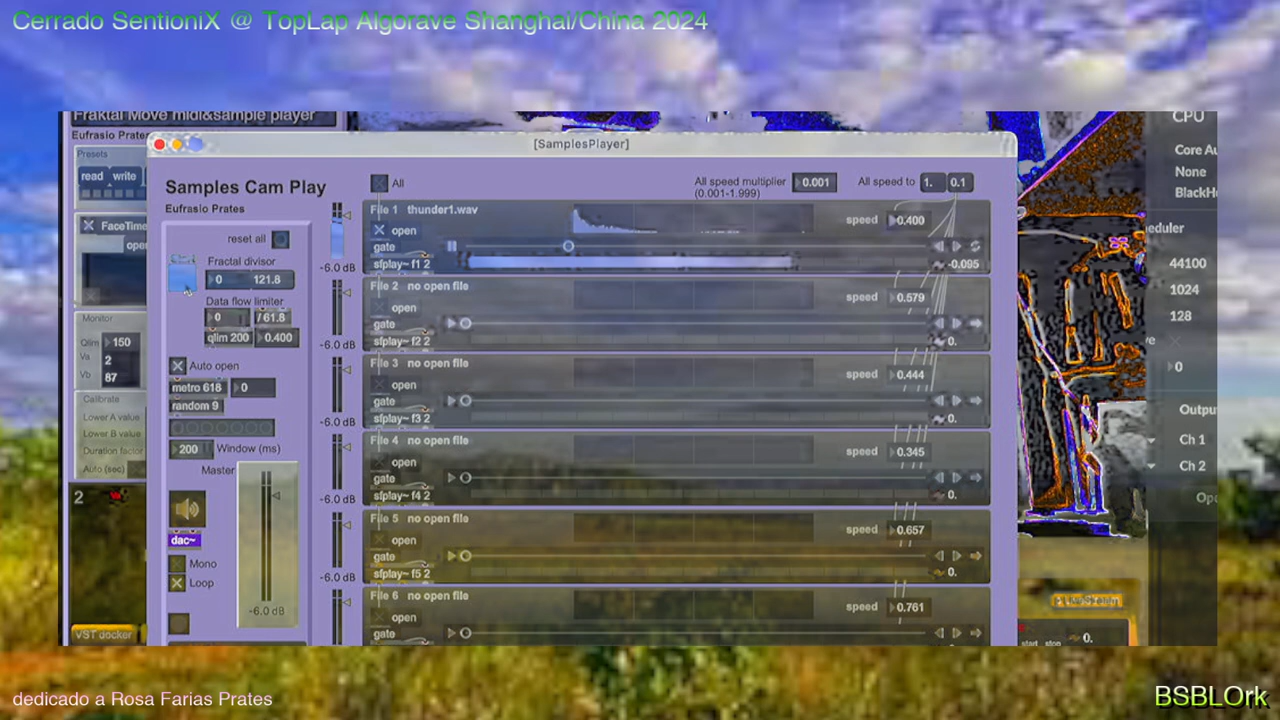 Cerrado SentioniX @ TopLap Algorave Shanghai/China 2024
Fraktal Move midi&sample player
Eufrasio Prates
Presets
read write
FaceTime
open
Monitor
Qlim 150
Va 2
Vb 87
Calibrate
Lower A value
Lower B value
Duration factor
Auto (sec)
2
VST docker
[SamplesPlayer]
Samples Cam Play
Eufrasio Prates
reset all
Fractal divisor
0 121.8
Data flow limiter
0 / 61.8
qlim 200 0.400
Auto open
metro 618 0
random 9
200 Window (ms)
Master
dac~
Mono
Loop
-6.0 dB
All
All speed multiplier 0.001
(0.001-1.999)
All speed to 1. 0.1
File 1 thunder1.wav
open
speed 0.400
gate
sfplay~ f1 2
-0.095
-6.0 dB
File 2 no open file
open
speed 0.579
gate
sfplay~ f2 2
0.
-6.0 dB
File 3 no open file
open
speed 0.444
gate
sfplay~ f3 2
0.
-6.0 dB
File 4 no open file
open
speed 0.345
gate
sfplay~ f4 2
0.
-6.0 dB
File 5 no open file
open
speed 0.657
gate
sfplay~ f5 2
0.
-6.0 dB
File 6 no open file
open
speed 0.761
gate
CPU
Core Au
None
BlackHo
eduler
44100
1024
128
ve
0
Outpu
Ch 1
Ch 2
Op
start stop 0.
dedicado a Rosa Farias Prates
BSBLOrk